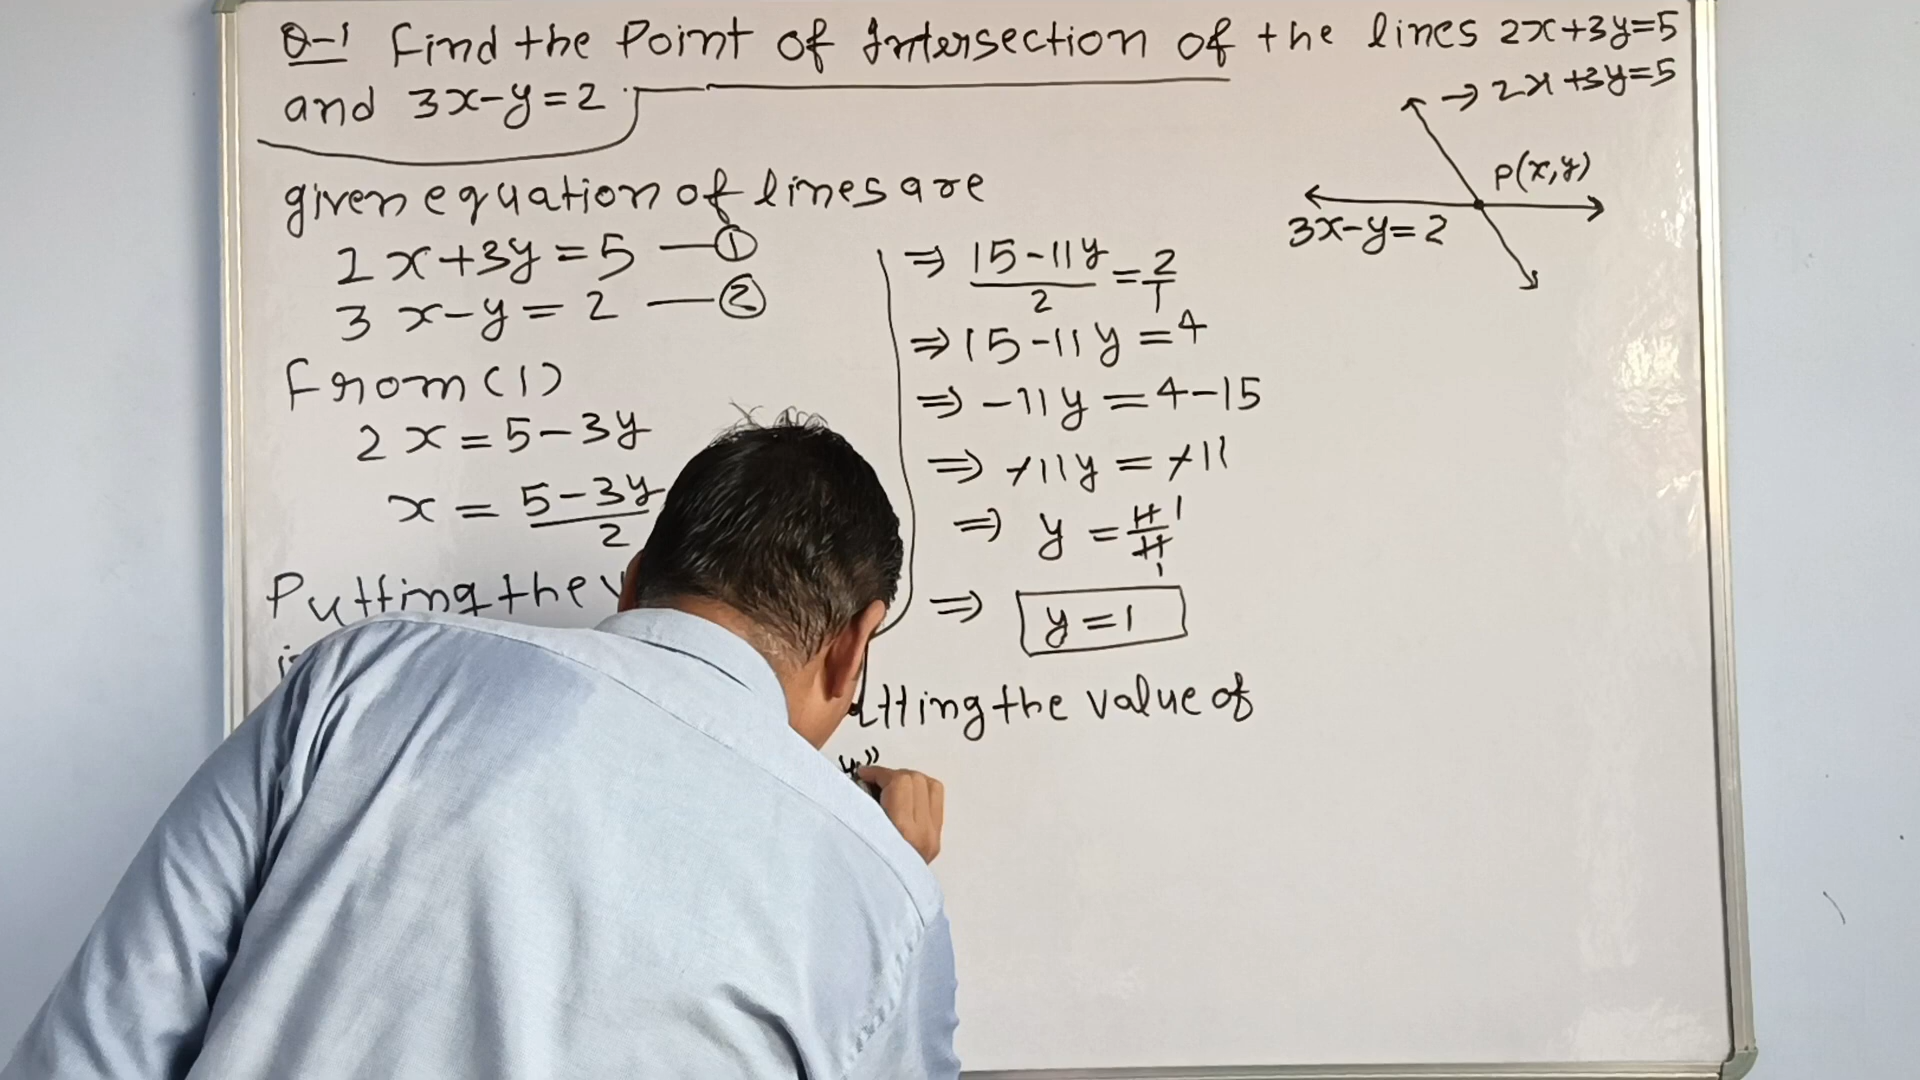 Q-1 Find the Point of Intersection of the lines 2x+3y=5
and 3x-y=2
→ 2x+3y=5
P(x,y)
3x-y=2
given equation of lines are
2x+3y=5 —①
3x-y=2 —②
From (1)
2x=5-3y
x = (5-3y)/2
Putting the
⇒ (15-11y)/2 = 2/1
⇒ 15-11y=4
⇒ -11y=4-15
⇒ -11y=-11
⇒ y = 11/11 1 1
⇒ y=1
the value of
y"